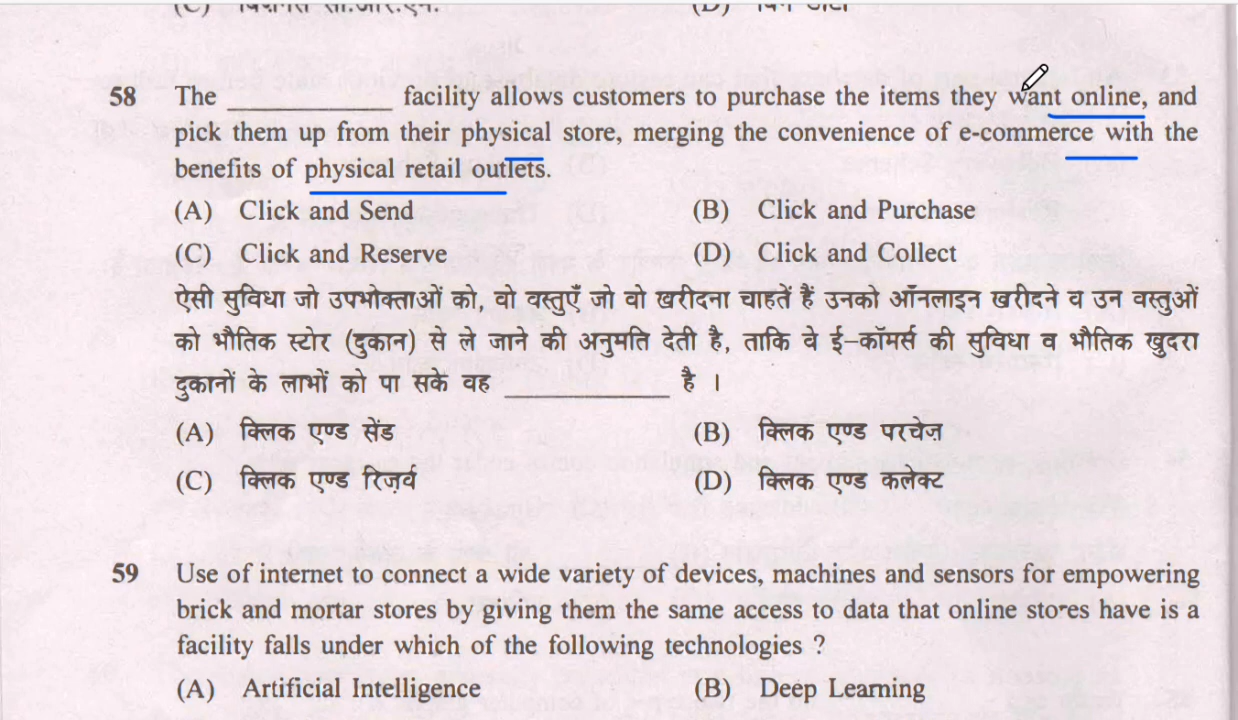 58 The ____________ facility allows customers to purchase the items they want online, and
pick them up from their physical store, merging the convenience of e-commerce with the
benefits of physical retail outlets.
(A) Click and Send (B) Click and Purchase
(C) Click and Reserve (D) Click and Collect
ऐसी सुविधा जो उपभोक्ताओं को, वो वस्तुएँ जो वो खरीदना चाहतें हैं उनको ऑनलाइन खरीदने व उन वस्तुओं
को भौतिक स्टोर (दुकान) से ले जाने की अनुमति देती है, ताकि वे ई-कॉमर्स की सुविधा व भौतिक खुदरा
दुकानों के लाभों को पा सकें वह ____________ है ।
(A) क्लिक एण्ड सेंड (B) क्लिक एण्ड परचेज़
(C) क्लिक एण्ड रिज़र्व (D) क्लिक एण्ड कलेक्ट
59 Use of internet to connect a wide variety of devices, machines and sensors for empowering
brick and mortar stores by giving them the same access to data that online stores have is a
facility falls under which of the following technologies ?
(A) Artificial Intelligence (B) Deep Learning